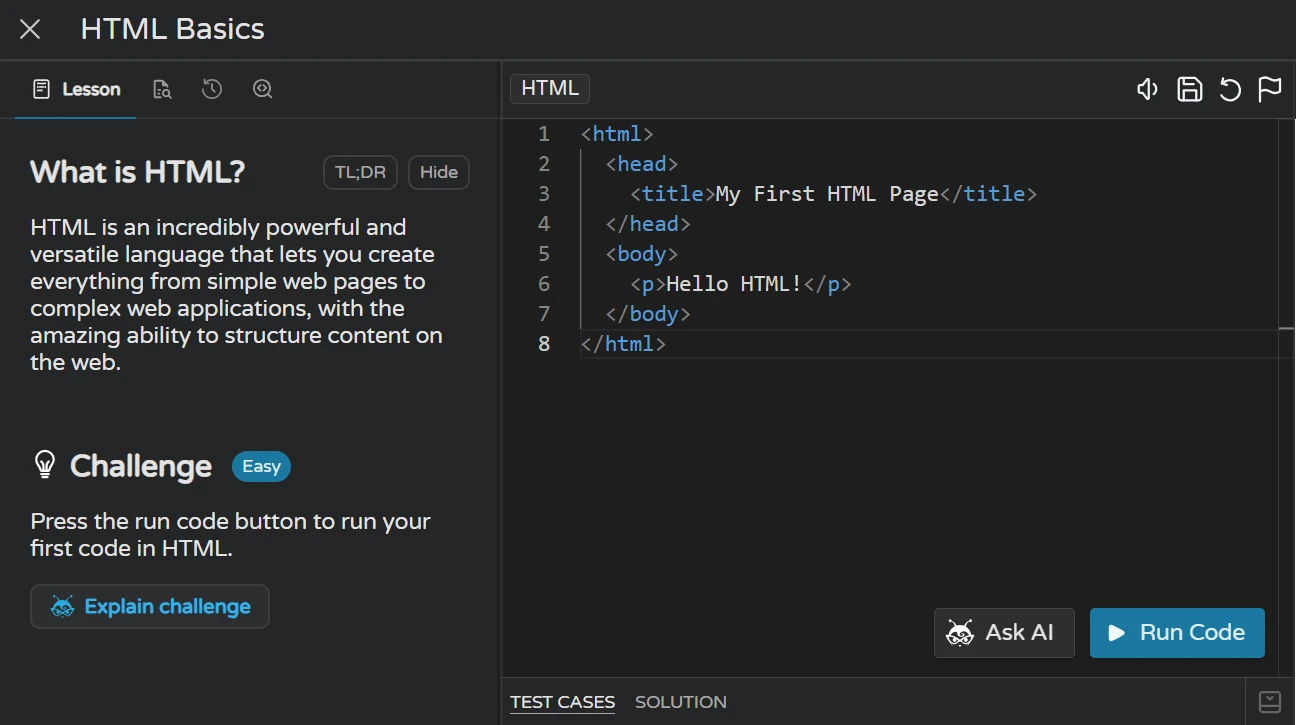 HTML Basics
Lesson
What is HTML?
TL;DR
Hide
HTML is an incredibly powerful and
versatile language that lets you create
everything from simple web pages to
complex web applications, with the
amazing ability to structure content on
the web.
Challenge
Easy
Press the run code button to run your
first code in HTML.
Explain challenge
HTML
1 <html>
2   <head>
3     <title>My First HTML Page</title>
4   </head>
5   <body>
6     <p>Hello HTML!</p>
7   </body>
8 </html>
Ask AI
Run Code
TEST CASES
SOLUTION